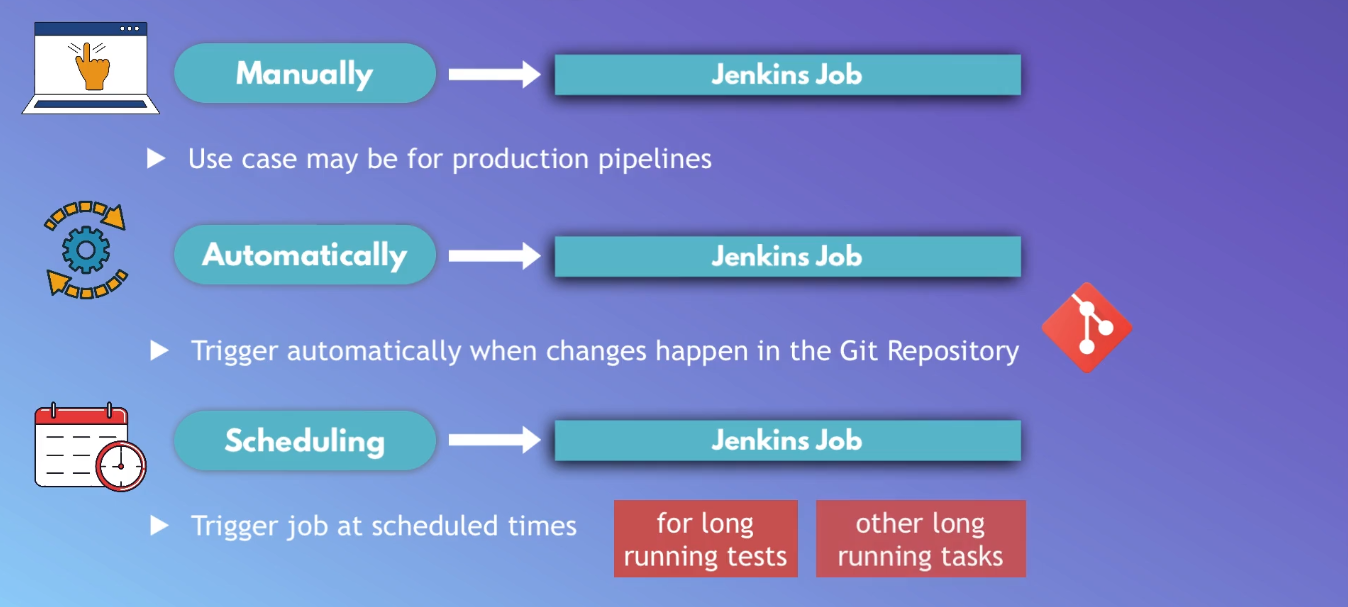 Manually
Jenkins Job
Use case may be for production pipelines
Automatically
Jenkins Job
Trigger automatically when changes happen in the Git Repository
Scheduling
Jenkins Job
Trigger job at scheduled times
for long
running tests
other long
running tasks